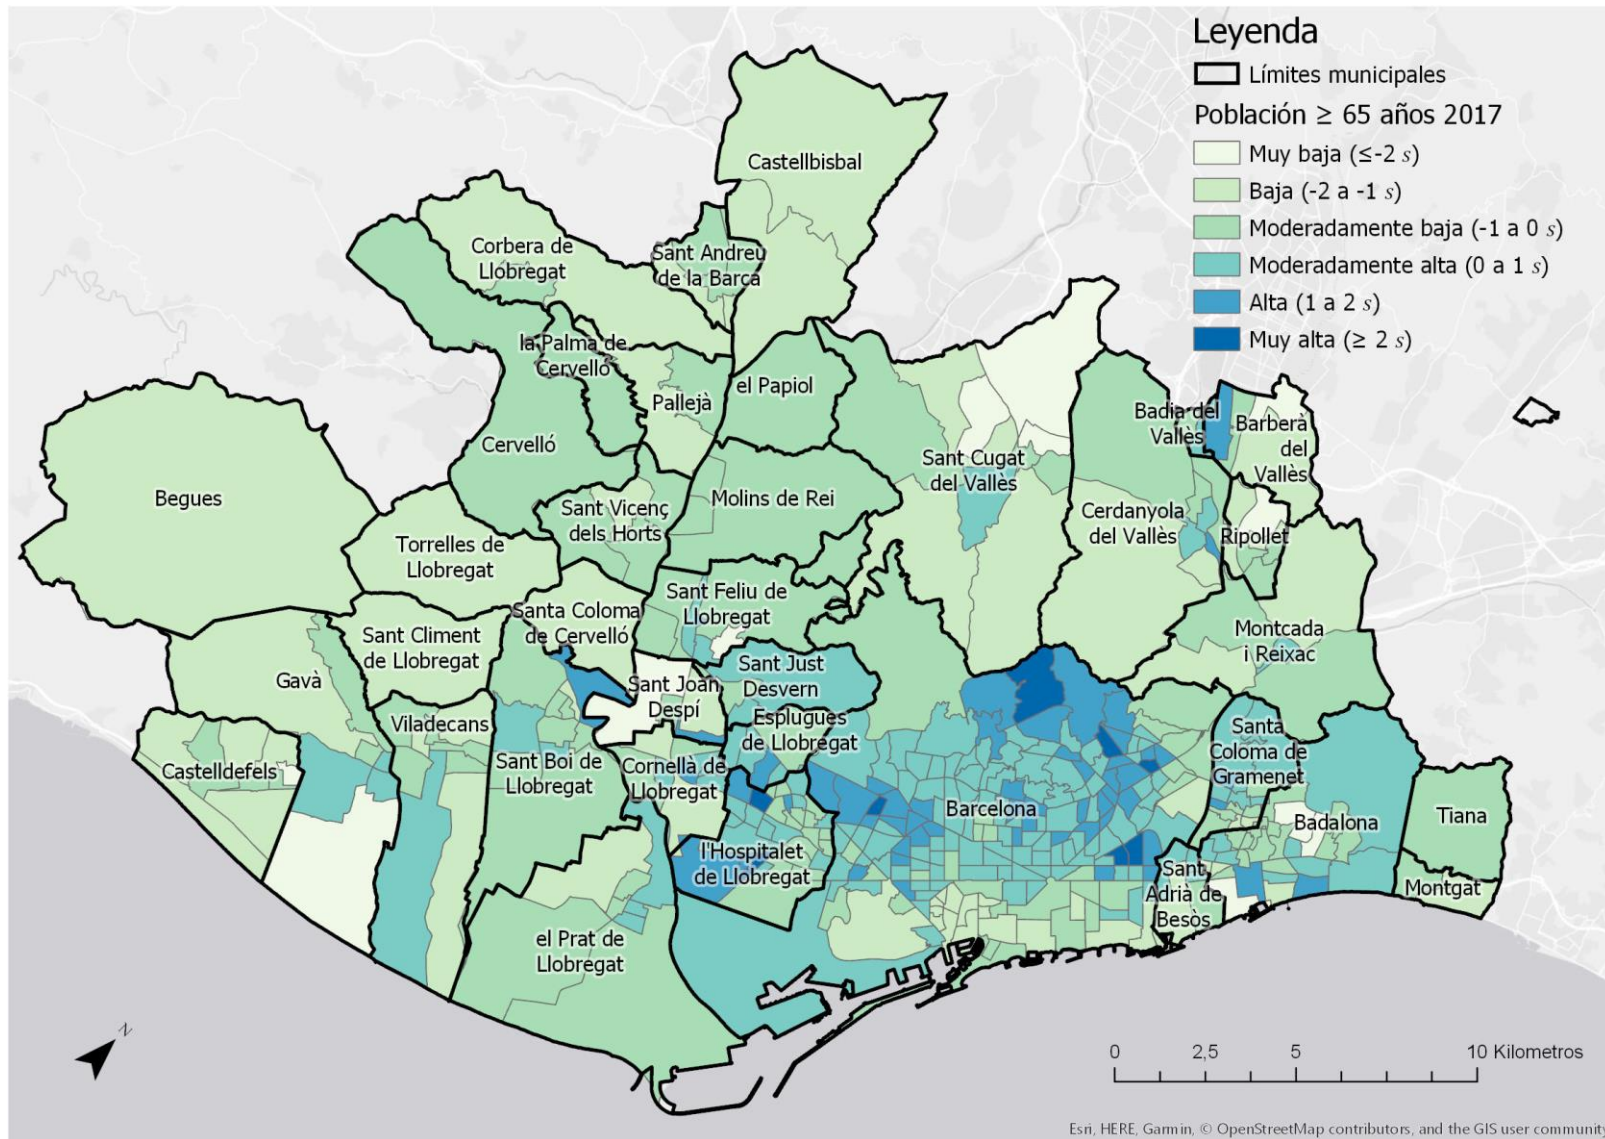 Leyenda
Límites municipales
Población ≥ 65 años 2017
Muy baja (≤-2 s)
Baja (-2 a -1 s)
Moderadamente baja (-1 a 0 s)
Moderadamente alta (0 a 1 s)
Alta (1 a 2 s)
Muy alta (≥ 2 s)
Castellbisbal
Corbera de
Llobregat
Sant Andreu
de la Barca
la Palma de
Cervelló
Pallejà
el Papiol
Badia del
Vallès
Barberà
del
Vallès
Cervelló
Sant Cugat
del Vallès
Begues
Sant Vicenç
dels Horts
Molins de Rei
Cerdanyola
del Vallès
Ripollet
Torrelles de
Llobregat
Sant Feliu de
Llobregat
Santa Coloma
de Cervelló
Sant Climent
de Llobregat
Montcada
i Reixac
Gavà
Sant Joan
Despí
Sant Just
Desvern
Viladecans
Esplugues
de Llobregat
Santa
Coloma de
Gramenet
Castelldefels
Sant Boi de
Llobregat
Cornellà de
Llobregat
Barcelona
Badalona
Tiana
l'Hospitalet
de Llobregat
Sant
Adrià de
Besòs
Montgat
el Prat de
Llobregat
N
0 2,5 5 10 Kilometros
Esri, HERE, Garmin, © OpenStreetMap contributors, and the GIS user community